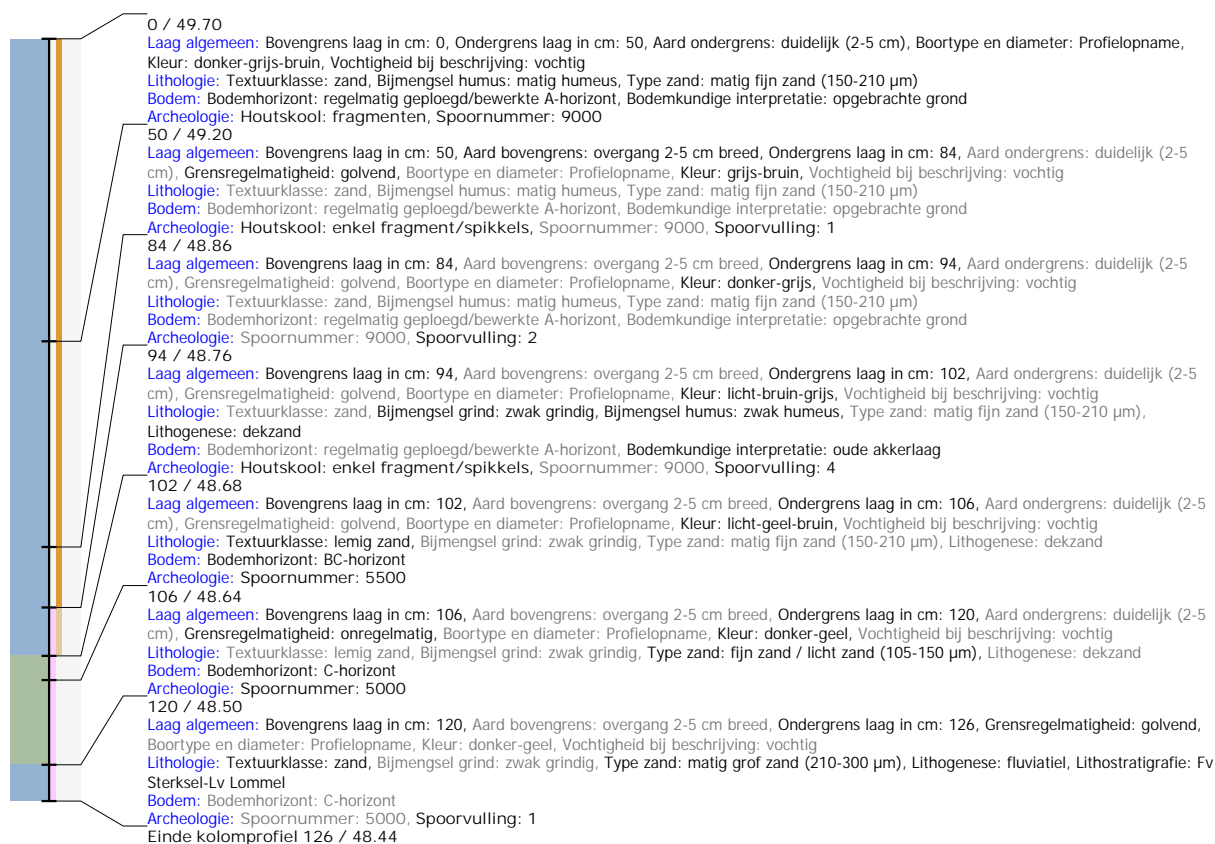 0 / 49.70
Laag algemeen: Bovengrens laag in cm: 0, Ondergrens laag in cm: 50, Aard ondergrens: duidelijk (2-5 cm), Boortype en diameter: Profielopname,
Kleur: donker-grijs-bruin, Vochtigheid bij beschrijving: vochtig
Lithologie: Textuurklasse: zand, Bijmengsel humus: matig humeus, Type zand: matig fijn zand (150-210 µm)
Bodem: Bodemhorizont: regelmatig geploegd/bewerkte A-horizont, Bodemkundige interpretatie: opgebrachte grond
Archeologie: Houtskool: fragmenten, Spoornummer: 9000
50 / 49.20
Laag algemeen: Bovengrens laag in cm: 50, Aard bovengrens: overgang 2-5 cm breed, Ondergrens laag in cm: 84, Aard ondergrens: duidelijk (2-5
cm), Grensregelmatigheid: golvend, Boortype en diameter: Profielopname, Kleur: grijs-bruin, Vochtigheid bij beschrijving: vochtig
Lithologie: Textuurklasse: zand, Bijmengsel humus: matig humeus, Type zand: matig fijn zand (150-210 µm)
Bodem: Bodemhorizont: regelmatig geploegd/bewerkte A-horizont, Bodemkundige interpretatie: opgebrachte grond
Archeologie: Houtskool: enkel fragment/spikkels, Spoornummer: 9000, Spoorvulling: 1
84 / 48.86
Laag algemeen: Bovengrens laag in cm: 84, Aard bovengrens: overgang 2-5 cm breed, Ondergrens laag in cm: 94, Aard ondergrens: duidelijk (2-5
cm), Grensregelmatigheid: golvend, Boortype en diameter: Profielopname, Kleur: donker-grijs, Vochtigheid bij beschrijving: vochtig
Lithologie: Textuurklasse: zand, Bijmengsel humus: matig humeus, Type zand: matig fijn zand (150-210 µm)
Bodem: Bodemhorizont: regelmatig geploegd/bewerkte A-horizont, Bodemkundige interpretatie: opgebrachte grond
Archeologie: Spoornummer: 9000, Spoorvulling: 2
94 / 48.76
Laag algemeen: Bovengrens laag in cm: 94, Aard bovengrens: overgang 2-5 cm breed, Ondergrens laag in cm: 102, Aard ondergrens: duidelijk (2-5
cm), Grensregelmatigheid: golvend, Boortype en diameter: Profielopname, Kleur: licht-bruin-grijs, Vochtigheid bij beschrijving: vochtig
Lithologie: Textuurklasse: zand, Bijmengsel grind: zwak grindig, Bijmengsel humus: zwak humeus, Type zand: matig fijn zand (150-210 µm),
Lithogenese: dekzand
Bodem: Bodemhorizont: regelmatig geploegd/bewerkte A-horizont, Bodemkundige interpretatie: oude akkerlaag
Archeologie: Houtskool: enkel fragment/spikkels, Spoornummer: 9000, Spoorvulling: 4
102 / 48.68
Laag algemeen: Bovengrens laag in cm: 102, Aard bovengrens: overgang 2-5 cm breed, Ondergrens laag in cm: 106, Aard ondergrens: duidelijk (2-5
cm), Grensregelmatigheid: golvend, Boortype en diameter: Profielopname, Kleur: licht-geel-bruin, Vochtigheid bij beschrijving: vochtig
Lithologie: Textuurklasse: lemig zand, Bijmengsel grind: zwak grindig, Type zand: matig fijn zand (150-210 µm), Lithogenese: dekzand
Bodem: Bodemhorizont: BC-horizont
Archeologie: Spoornummer: 5500
106 / 48.64
Laag algemeen: Bovengrens laag in cm: 106, Aard bovengrens: overgang 2-5 cm breed, Ondergrens laag in cm: 120, Aard ondergrens: duidelijk (2-5
cm), Grensregelmatigheid: onregelmatig, Boortype en diameter: Profielopname, Kleur: donker-geel, Vochtigheid bij beschrijving: vochtig
Lithologie: Textuurklasse: lemig zand, Bijmengsel grind: zwak grindig, Type zand: fijn zand / licht zand (105-150 µm), Lithogenese: dekzand
Bodem: Bodemhorizont: C-horizont
Archeologie: Spoornummer: 5000
120 / 48.50
Laag algemeen: Bovengrens laag in cm: 120, Aard bovengrens: overgang 2-5 cm breed, Ondergrens laag in cm: 126, Grensregelmatigheid: golvend,
Boortype en diameter: Profielopname, Kleur: donker-geel, Vochtigheid bij beschrijving: vochtig
Lithologie: Textuurklasse: zand, Bijmengsel grind: zwak grindig, Type zand: matig grof zand (210-300 µm), Lithogenese: fluviatiel, Lithostratigrafie: Fv
Sterksel-Lv Lommel
Bodem: Bodemhorizont: C-horizont
Archeologie: Spoornummer: 5000, Spoorvulling: 1
Einde kolomprofiel 126 / 48.44